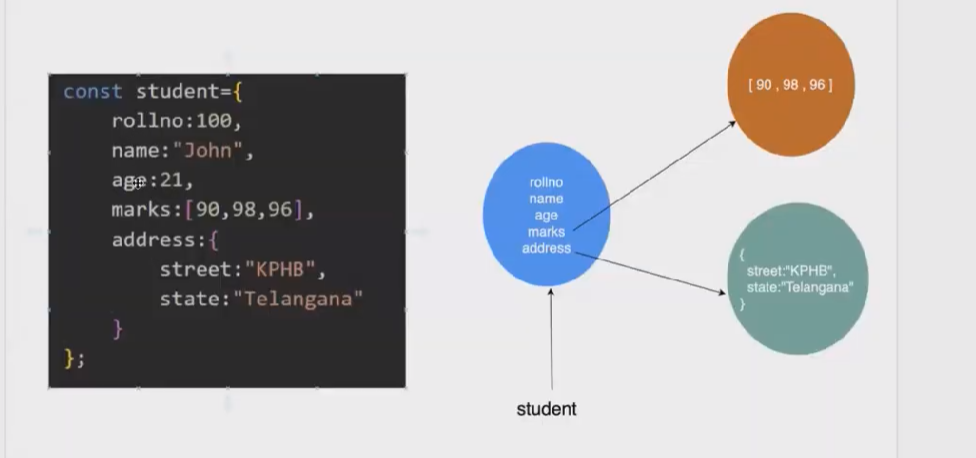 const student={
    rollno:100,
    name:"John",
    age:21,
    marks:[90,98,96],
    address:{
        street:"KPHB",
        state:"Telangana"
    }
};
rollno
name
age
marks
address
[ 90 , 98 , 96 ]
{
street:"KPHB",
state:"Telangana"
}
student